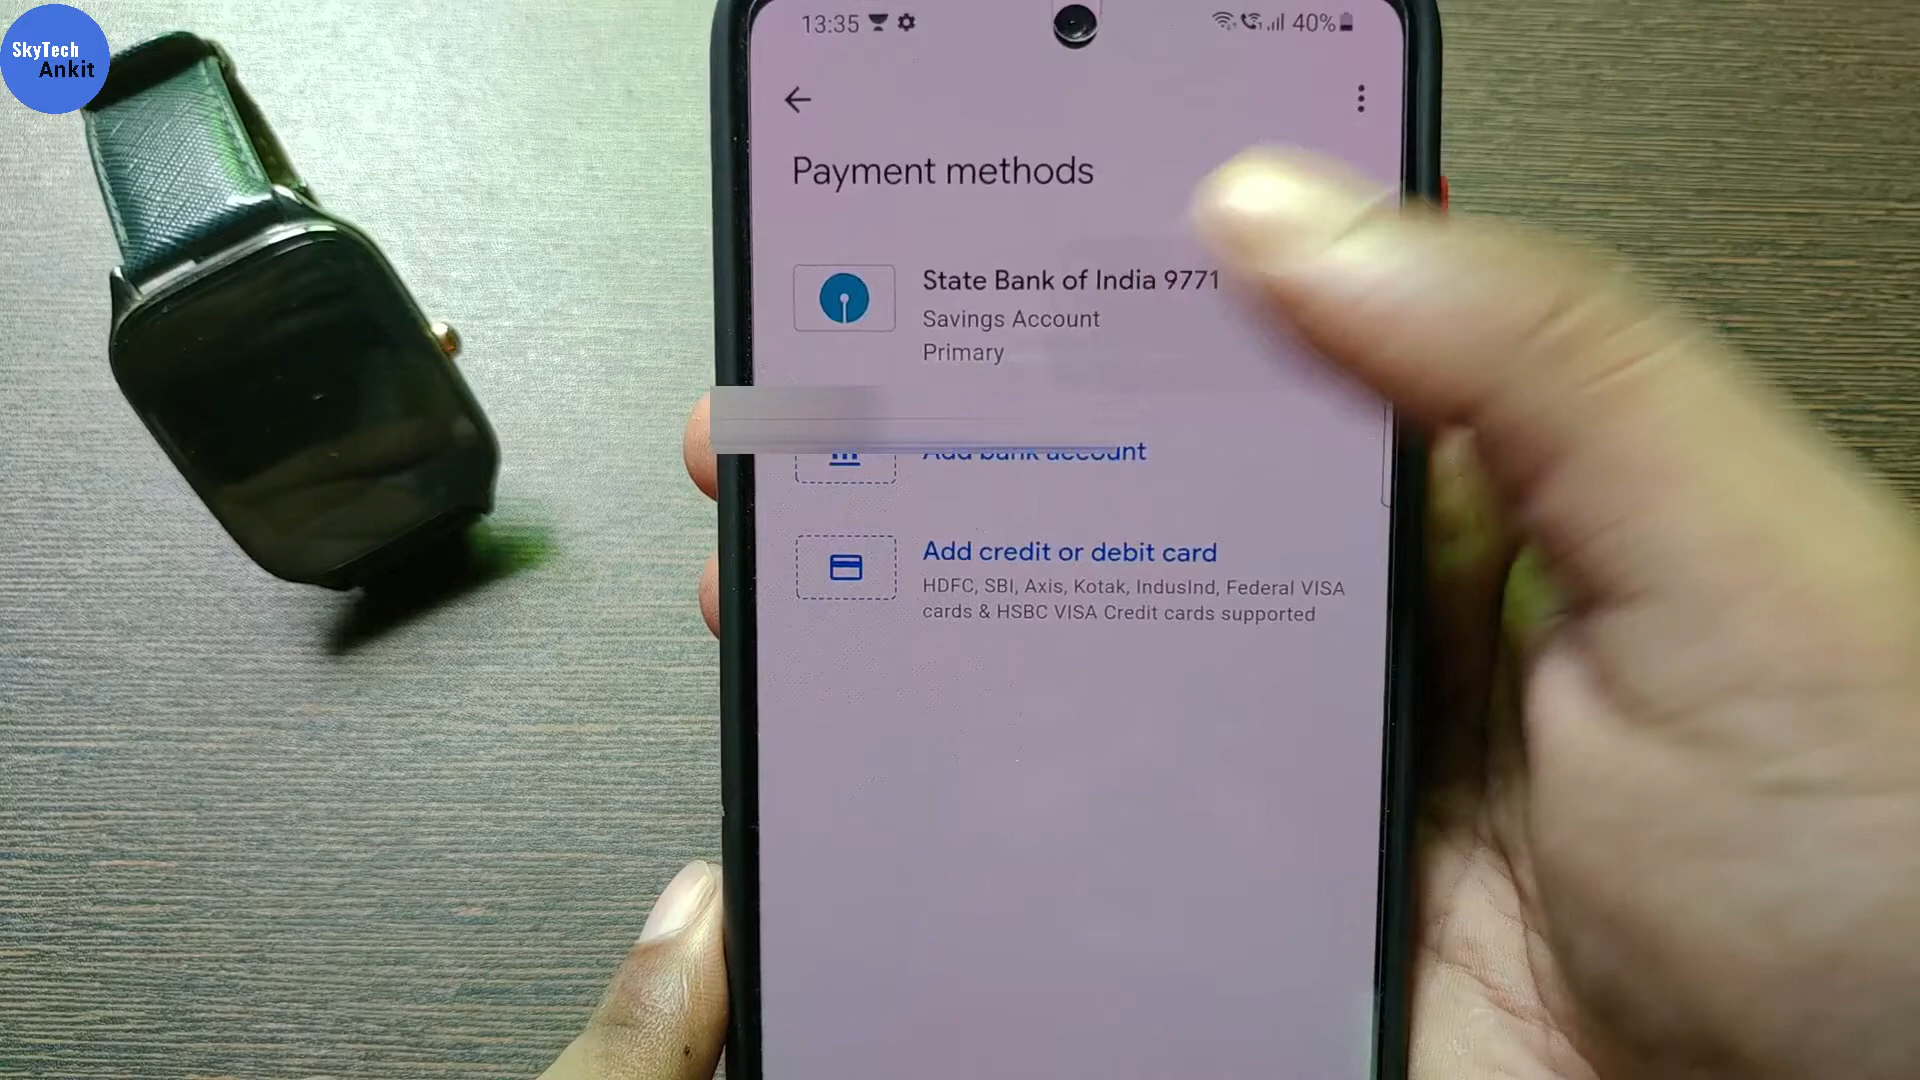 SkyTech
Ankit
13:35
40%
Payment methods
State Bank of India 9771
Savings Account
Primary
Add bank account
Add credit or debit card
HDFC, SBI, Axis, Kotak, IndusInd, Federal VISA
cards & HSBC VISA Credit cards supported